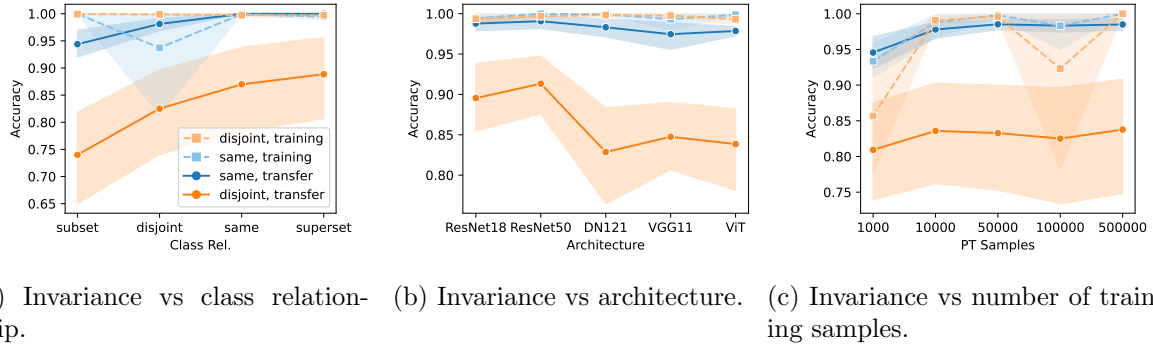 1.00
0.95
0.90
0.85
0.80
0.75
0.70
0.65
Accuracy
disjoint, training
same, training
same, transfer
disjoint, transfer
subset disjoint same superset
Class Rel.
1.00
0.95
0.90
0.85
0.80
Accuracy
ResNet18 ResNet50 DN121 VGG11 ViT
Architecture
1.00
0.95
0.90
0.85
0.80
0.75
Accuracy
1000 10000 50000 100000 500000
PT Samples
) Invariance vs class relation-
ip.
(b) Invariance vs architecture.
(c) Invariance vs number of train
ing samples.